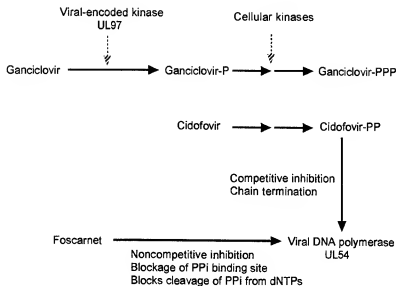 Viral-encoded kinase
UL97
Cellular kinases
Ganciclovir
Ganciclovir-P
Ganciclovir-PPP
Cidofovir
Cidofovir-PP
Competitive inhibition
Chain termination
Foscarnet
Viral DNA polymerase
UL54
Noncompetitive inhibition
Blockage of PPi binding site
Blocks cleavage of PPi from dNTPs